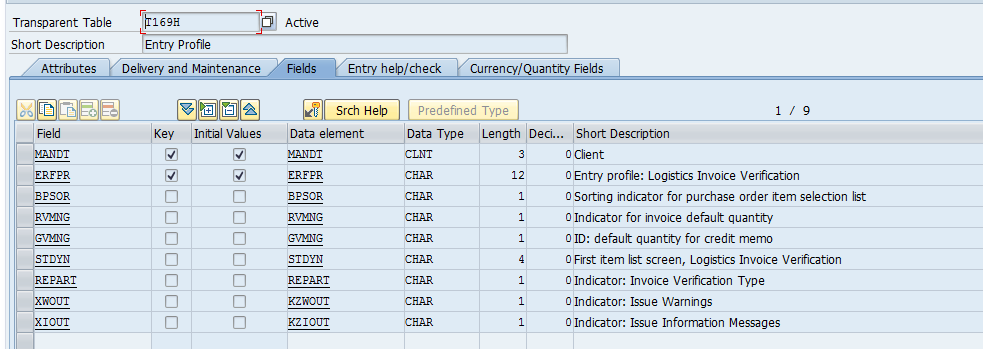 Transparent Table T169H Active
Short Description Entry Profile
Attributes Delivery and Maintenance Fields Entry help/check Currency/Quantity Fields
Srch Help Predefined Type 1 / 9
Field Key Initial Values Data element Data Type Length Deci... Short Description
MANDT MANDT CLNT 3 0 Client
ERFPR ERFPR CHAR 12 0 Entry profile: Logistics Invoice Verification
BPSOR BPSOR CHAR 1 0 Sorting indicator for purchase order item selection list
RVMNG RVMNG CHAR 1 0 Indicator for invoice default quantity
GVMNG GVMNG CHAR 1 0 ID: default quantity for credit memo
STDYN STDYN CHAR 4 0 First item list screen, Logistics Invoice Verification
REPART REPART CHAR 1 0 Indicator: Invoice Verification Type
XWOUT KZWOUT CHAR 1 0 Indicator: Issue Warnings
XIOUT KZIOUT CHAR 1 0 Indicator: Issue Information Messages